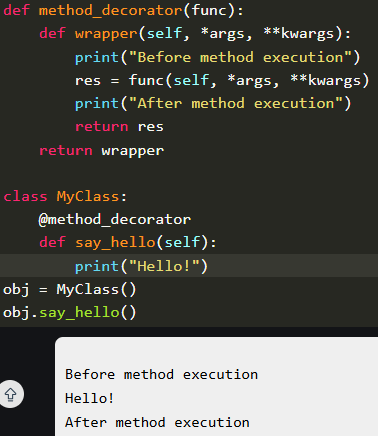 def method_decorator(func):
    def wrapper(self, *args, **kwargs):
        print("Before method execution")
        res = func(self, *args, **kwargs)
        print("After method execution")
        return res
    return wrapper

class MyClass:
    @method_decorator
    def say_hello(self):
        print("Hello!")
obj = MyClass()
obj.say_hello()
Before method execution
Hello!
After method execution